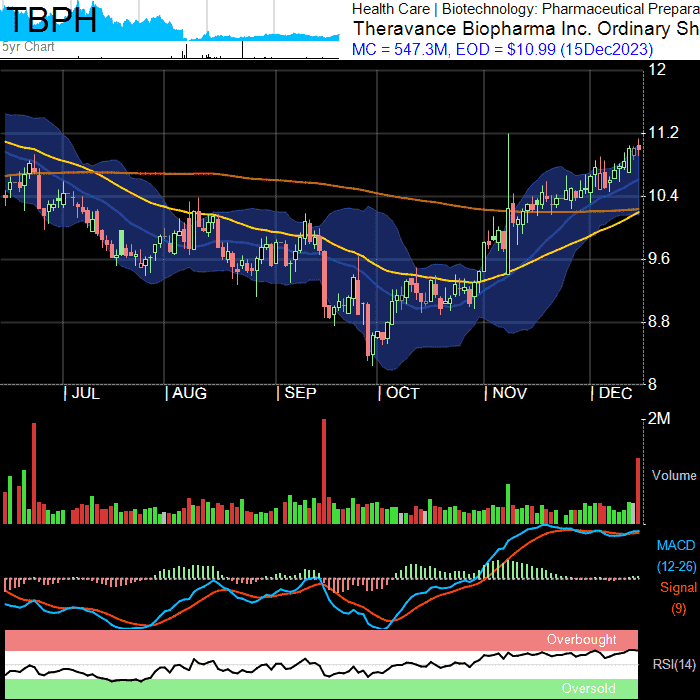 TBPH
5yr Chart
Health Care | Biotechnology: Pharmaceutical Prepara
Theravance Biopharma Inc. Ordinary Sh
MC = 547.3M, EOD = $10.99 (15Dec2023)
12
11.2
10.4
9.6
8.8
8
JUL AUG SEP OCT NOV DEC
2M
Volume
MACD
(12-26)
Signal
(9)
Overbought
RSI(14)
Oversold